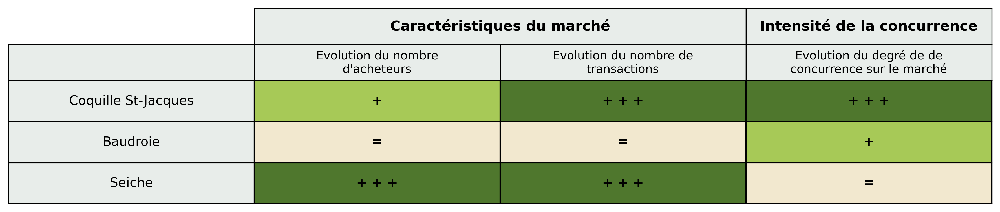 Caractéristiques du marché
Intensité de la concurrence
Evolution du nombre
d'acheteurs
Evolution du nombre de
transactions
Evolution du degré de de
concurrence sur le marché
Coquille St-Jacques
+
+ + +
+ + +
Baudroie
=
=
+
Seiche
+ + +
+ + +
=